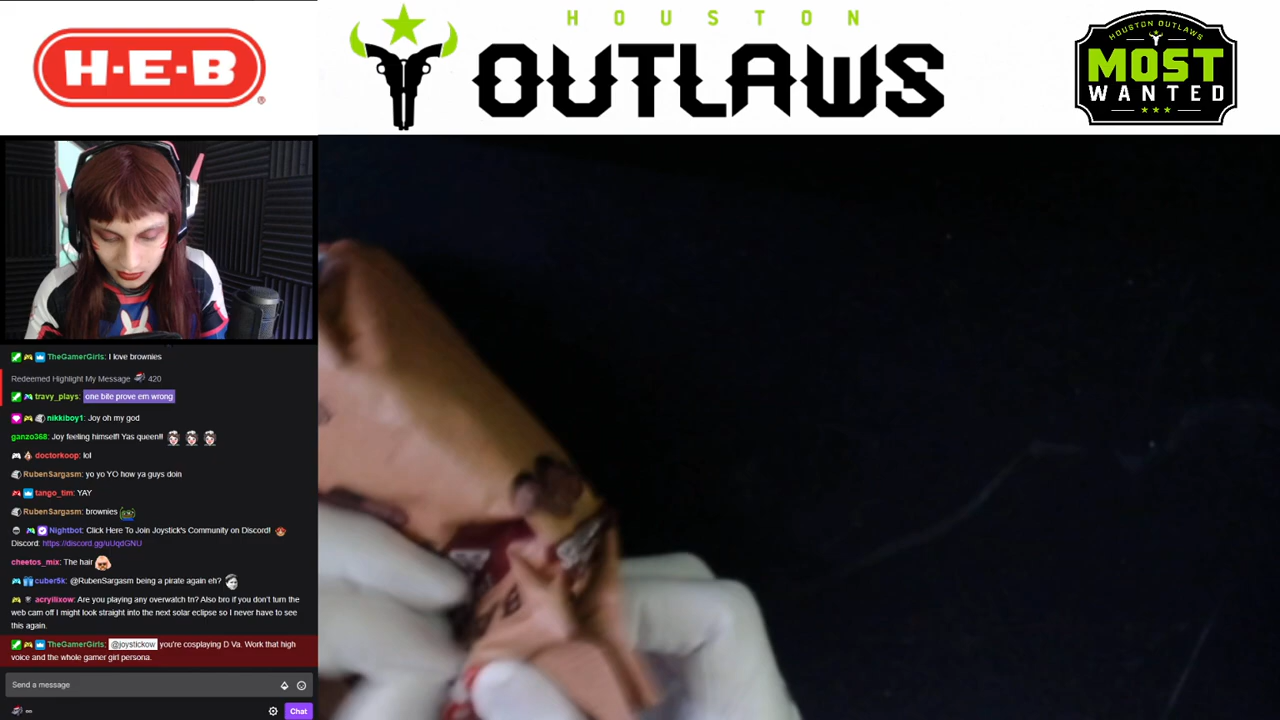 H-E-B
HOUSTON
OUTLAWS
HOUSTON OUTLAWS
MOST
WANTED
TheGamerGirls: I love brownies
Redeemed Highlight My Message 420
travy_plays: one bite prove em wrong
nikkiboy1: Joy oh my god
ganzo368: Joy feeling himself! Yas queen!!
doctorkoop: lol
RubenSargasm: yo yo YO how ya guys doin
tango_tim: YAY
RubenSargasm: brownies
Nightbot: Click Here To Join Joystick's Community on Discord!
Discord: https://discord.gg/uUqdGNU
cheetos_mix: The hair
cuber5k: @RubenSargasm being a pirate again eh?
acryilixow: Are you playing any overwatch tn? Also bro if you don't turn the
web cam off I might look straight into the next solar eclipse so I never have to see
this again.
TheGamerGirls: @joystickow you're cosplaying D Va. Work that high
voice and the whole gamer girl persona.
Send a message
∞
Chat